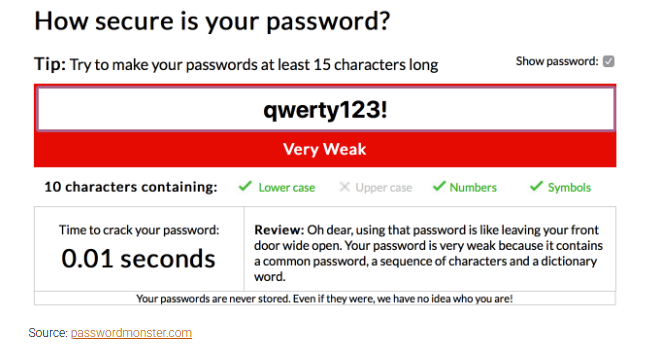 How secure is your password?
Tip: Try to make your passwords at least 15 characters long
Show password:
qwerty123!
Very Weak
10 characters containing: Lower case Upper case Numbers Symbols
Time to crack your password:
0.01 seconds
Review: Oh dear, using that password is like leaving your front
door wide open. Your password is very weak because it contains
a common password, a sequence of characters and a dictionary
word.
Your passwords are never stored. Even if they were, we have no idea who you are!
Source: passwordmonster.com